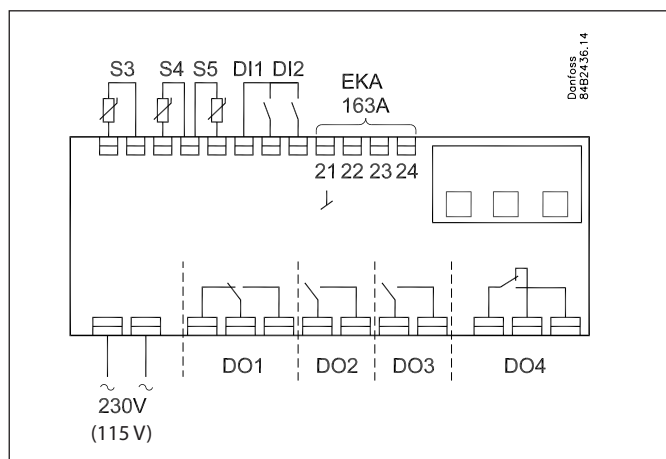 Danfoss
84B2436.14
S3 S4 S5 DI1 DI2
EKA
163A
21 22 23 24
DO1 DO2 DO3 DO4
~ ~
230V
(115 V)